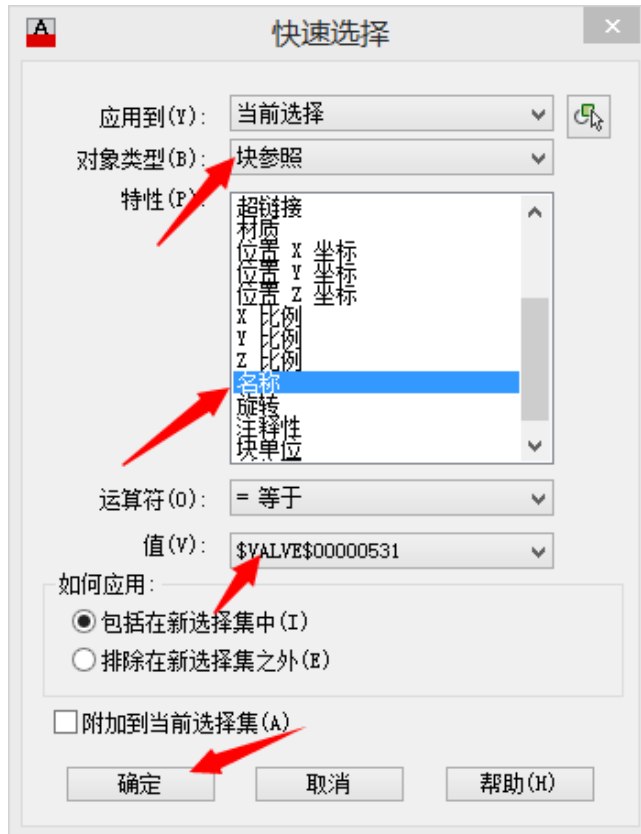 快速选择
应用到(Y): 当前选择
对象类型(B): 块参照
特性(P):
超链接
材质
位置 X 坐标
位置 Y 坐标
位置 Z 坐标
X 比例
Y 比例
Z 比例
名称
旋转
注释性
块单位
运算符(O): = 等于
值(V): $VALVE$00000531
如何应用:
包括在新选择集中(I)
排除在新选择集之外(E)
附加到当前选择集(A)
确定 取消 帮助(H)